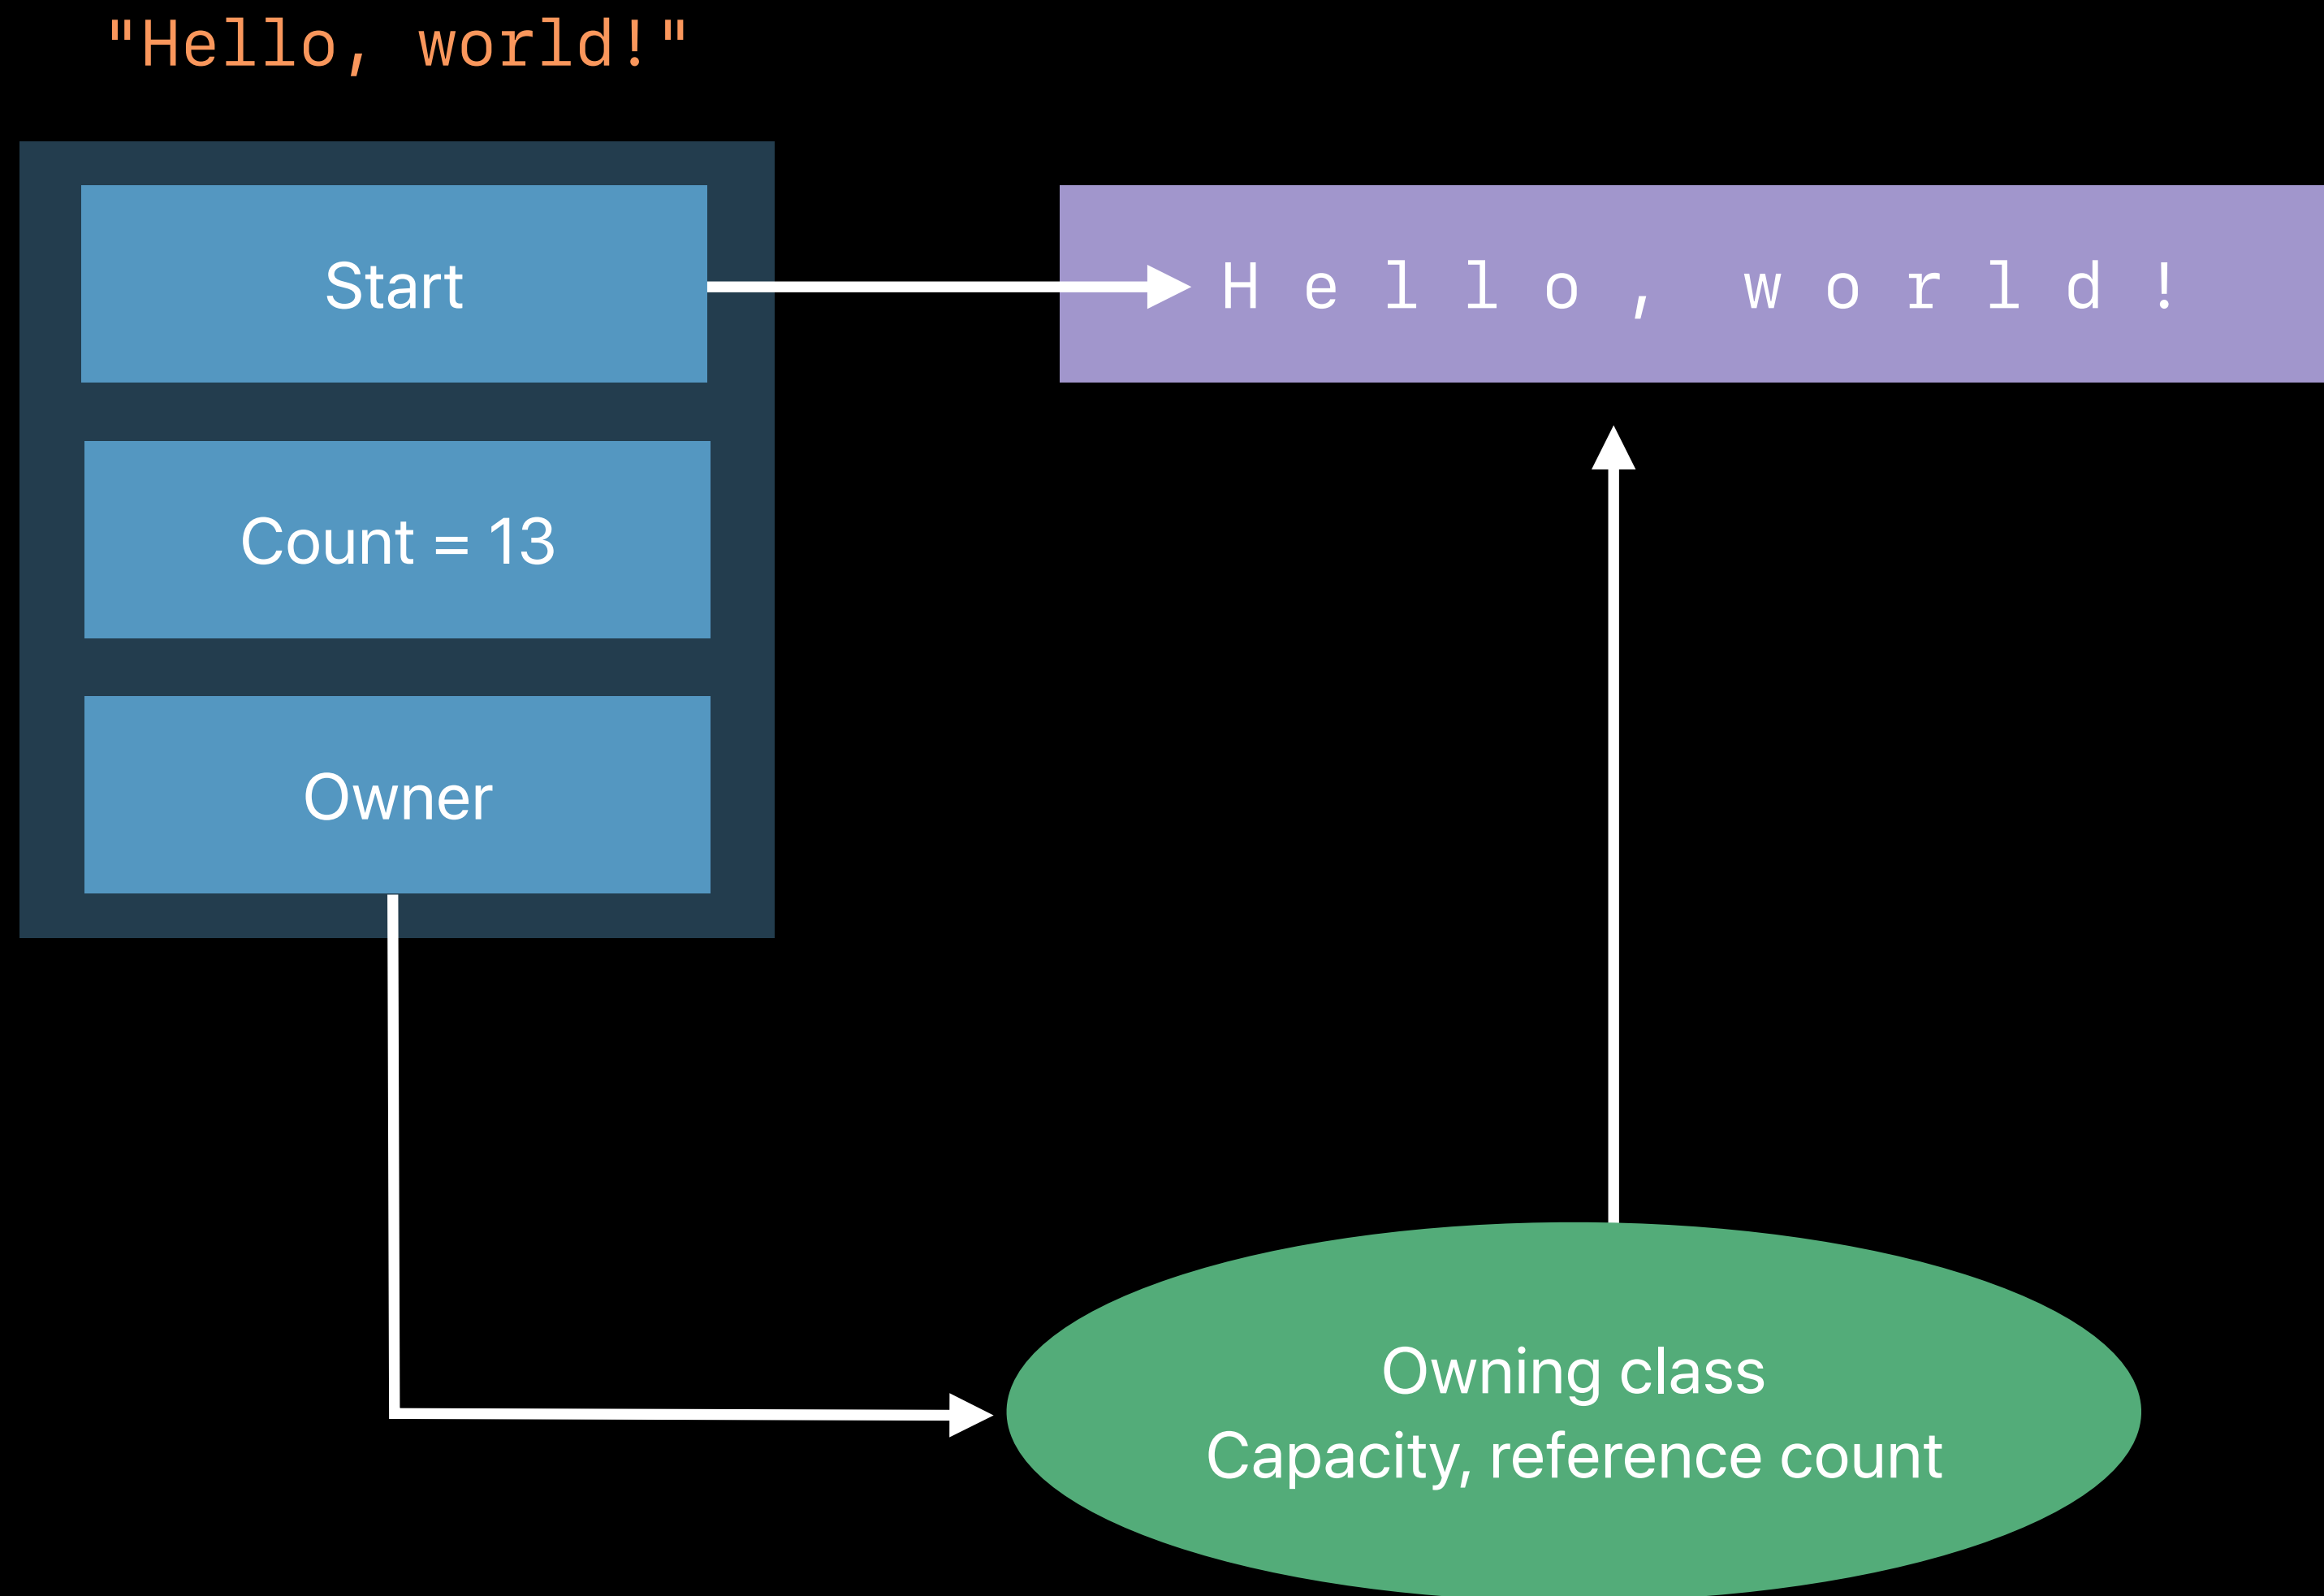 "Hello, world!"
Start
H e l l o ,   w o r l d !
Count = 13
Owner
Owning class
Capacity, reference count